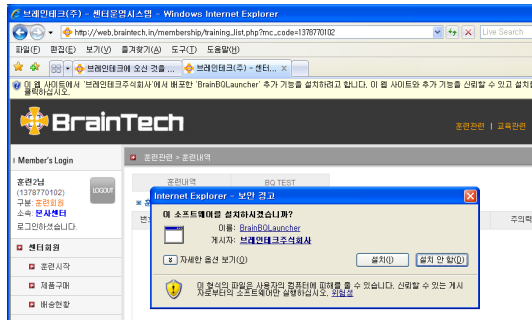 브레인테크(주) - 센터운영시스템 - Windows Internet Explorer
http://web.braintech.in/membership/training_list.php?mc_code=1378770102
Live Search
파일(F) 편집(E) 보기(V) 즐겨찾기(A) 도구(T) 도움말(H)
브레인테크에 오신 것을 ... 브레인테크(주) - 센터... X
이 웹 사이트에서 '브레인테크주식회사'에서 배포한 'BrainBQLauncher' 추가 기능을 설치하려고 합니다. 이 웹 사이트와 추가 기능을 신뢰할 수 있고 설치
클릭하십시오.
BrainTech
훈련관련 | 교육관련
Member's Login
훈련관련 > 훈련내역
훈련2님
(1378770102)
구분: 훈련회원
소속: 본사센터
로그인하셨습니다.
LOGOUT
훈련내역 BQ TEST
주의력
센터회원
훈련시작
제품구매
배송현황
Internet Explorer - 보안 경고
이 소프트웨어를 설치하시겠습니까?
이름: BrainBQLauncher
게시자: 브레인테크주식회사
자세한 옵션 보기(O)
설치(I) 설치 안 함(D)
이 형식의 파일은 사용자의 컴퓨터에 피해를 줄 수 있습니다. 신뢰할 수 있는 게시
자로부터의 소프트웨어만 실행하십시오. 위험성